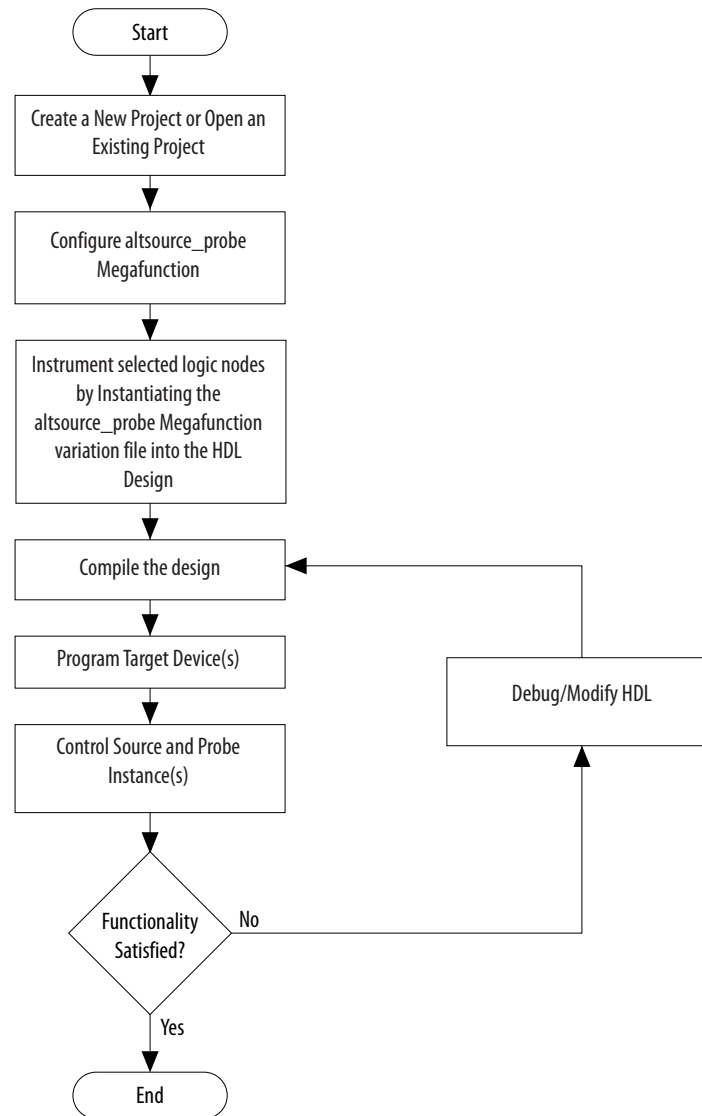 Start
Create a New Project or Open an
Existing Project
Configure altsource_probe
Megafunction
Instrument selected logic nodes
by Instantiating the
altsource_probe Megafunction
variation file into the HDL
Design
Compile the design
Program Target Device(s)
Debug/Modify HDL
Control Source and Probe
Instance(s)
Functionality
Satisfied?
No
Yes
End